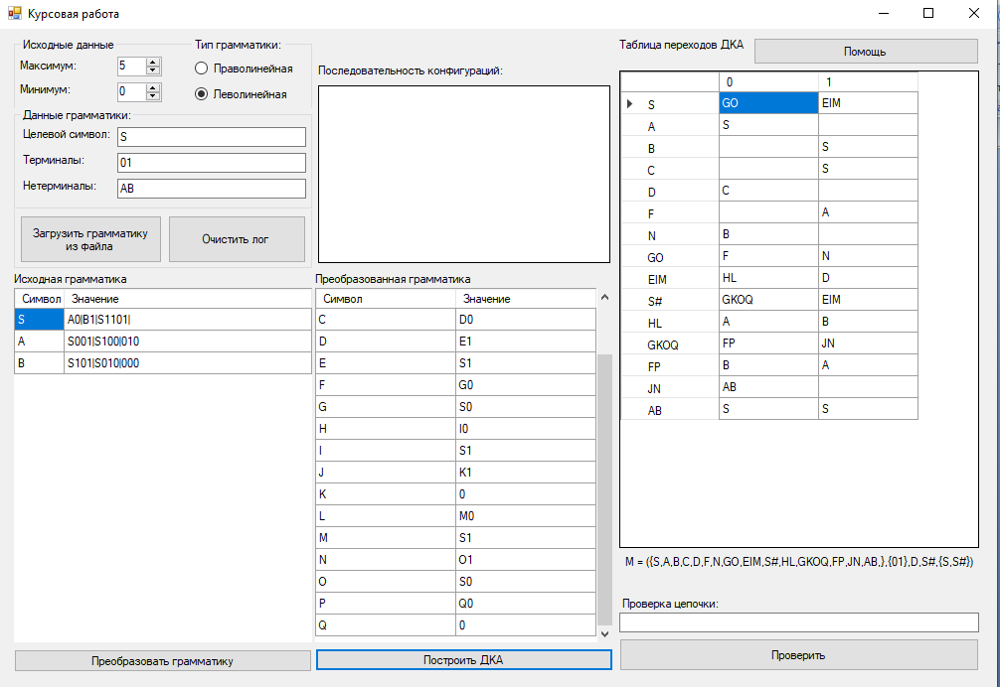 Курсовая работа
Исходные данные
Максимум: 5
Минимум: 0
Тип грамматики:
Праволинейная
Леволинейная
Данные грамматики:
Целевой символ: S
Терминалы: 01
Нетерминалы: AB
Загрузить грамматику
из файла
Очистить лог
Исходная грамматика
Символ Значение
S A0|B1|S1101|
A S001|S100|010
B S101|S010|000
Преобразовать грамматику
Последовательность конфигураций:
Преобразованная грамматика
Символ Значение
C D0
D E1
E S1
F G0
G S0
H I0
I S1
J K1
K 0
L M0
M S1
N O1
O S0
P Q0
Q 0
Построить ДКА
Таблица переходов ДКА
Помощь
0 1
S GO EIM
A S
B S
C S
D C
F A
N B
GO F N
EIM HL D
S# GKOQ EIM
HL A B
GKOQ FP JN
FP B A
JN AB
AB S S
M = ({S,A,B,C,D,F,N,GO,EIM,S#,HL,GKOQ,FP,JN,AB,},{01},D,S#,{S,S#})
Проверка цепочки:
Проверить